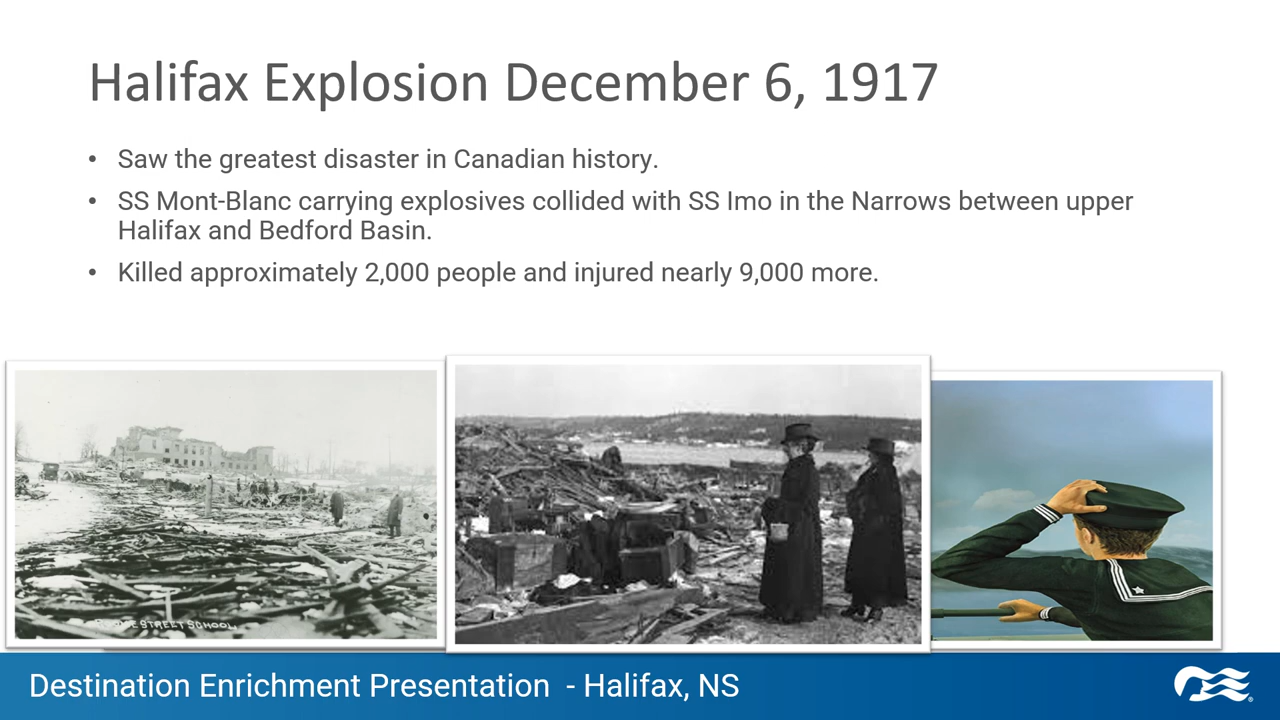 Halifax Explosion December 6, 1917
• Saw the greatest disaster in Canadian history.
• SS Mont-Blanc carrying explosives collided with SS Imo in the Narrows between upper
Halifax and Bedford Basin.
• Killed approximately 2,000 people and injured nearly 9,000 more.
STREET SCHOOL
Destination Enrichment Presentation - Halifax, NS
®